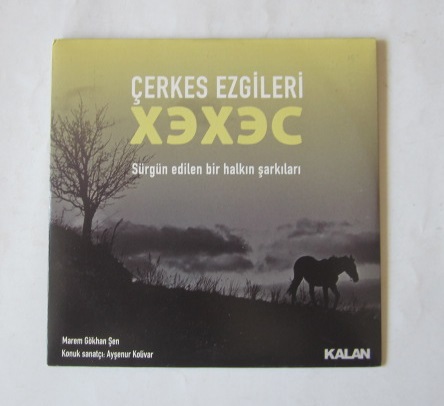 ÇERKES EZGİLERİ
ХЭХЭС
Sürgün edilen bir halkın şarkıları
Marem Gökhan Şen
Konuk sanatçı: Ayşenur Kolivar
KALAN